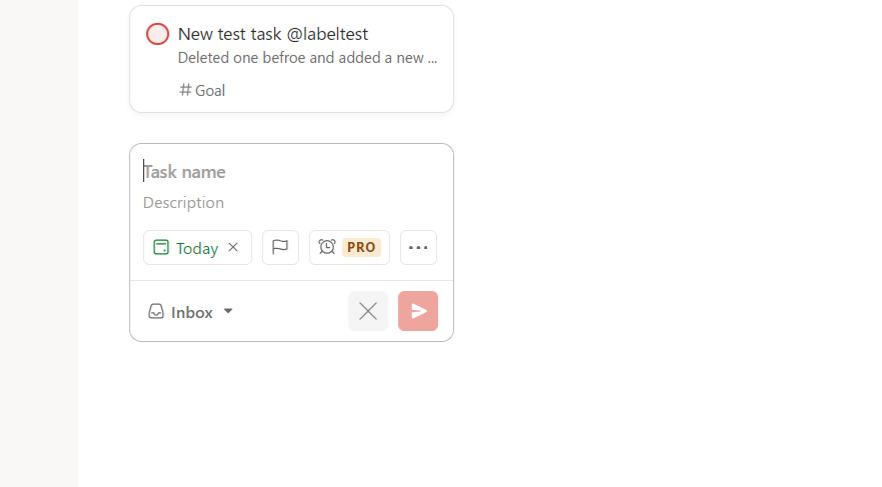 New test task @labeltest
Deleted one befroe and added a new ...
# Goal
Task name
Description
Today
PRO
Inbox